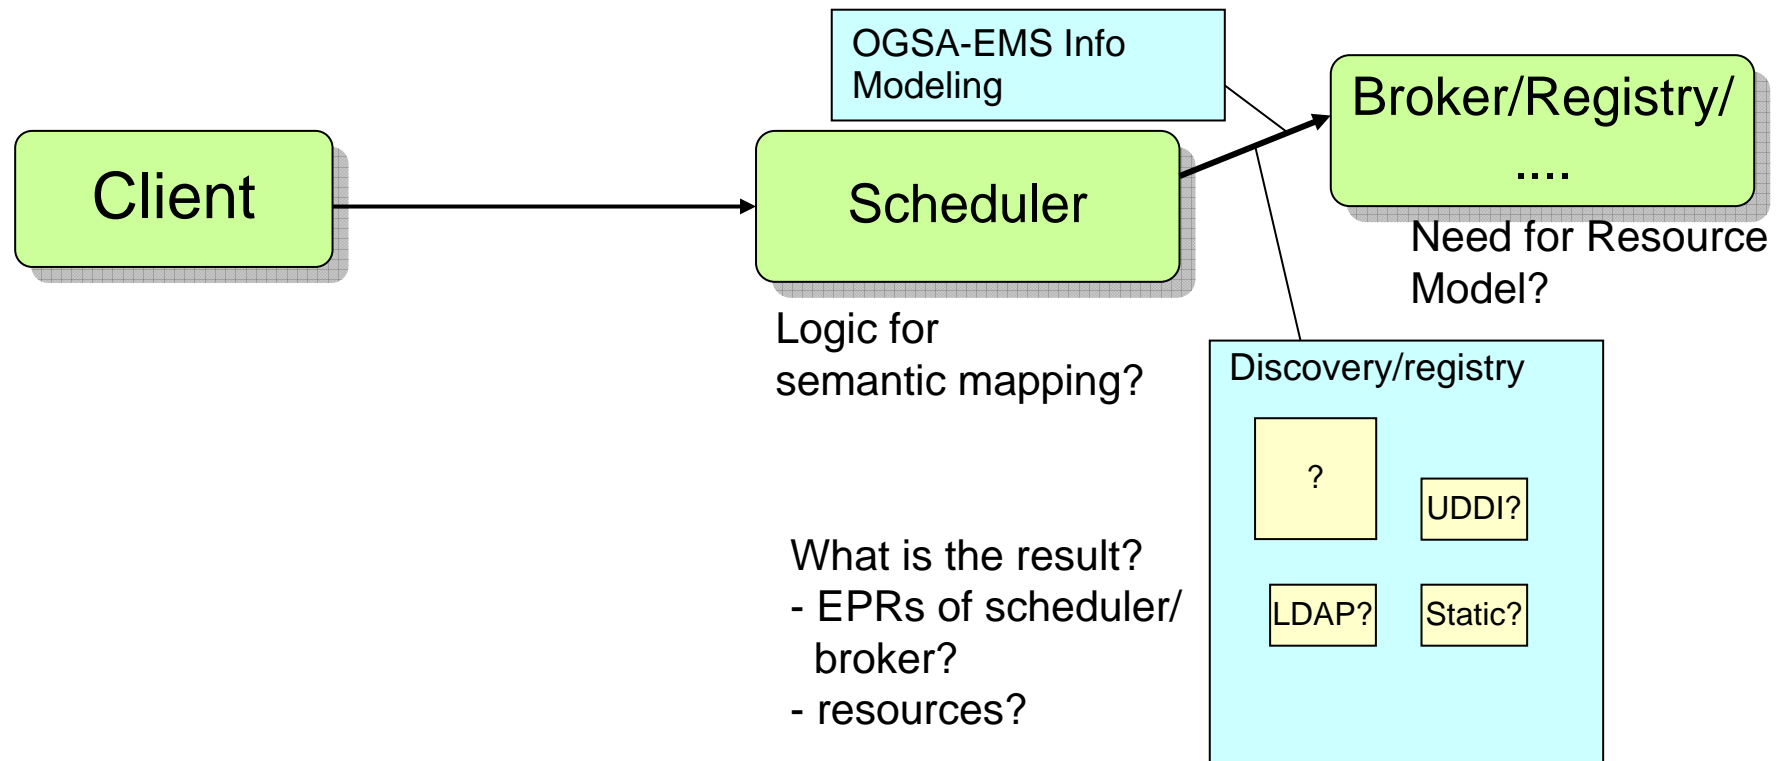 OGSA-EMS Info
Modeling
Broker/Registry/
....
Client
Scheduler
Need for Resource
Model?
Logic for
semantic mapping?
Discovery/registry
?
UDDI?
LDAP?
Static?
What is the result?
- EPRs of scheduler/
broker?
- resources?